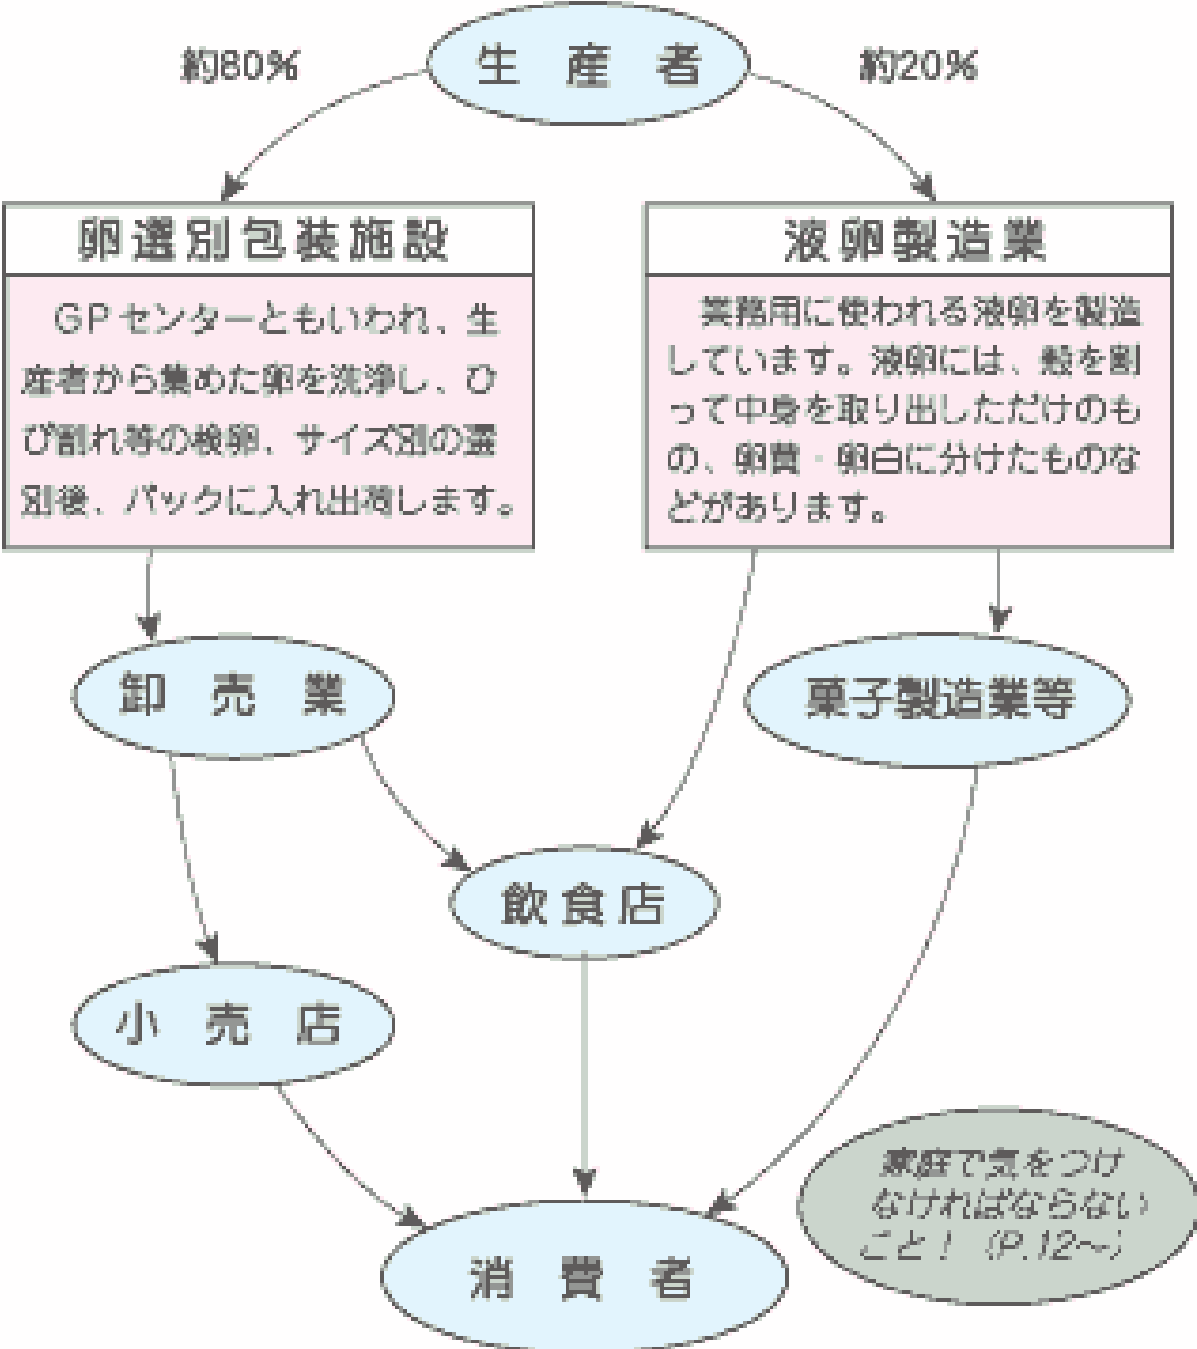 生産者
約80%
約20%
卵選別包装施設
GPセンターともいわれ、生
産者から集めた卵を洗浄し、ひ
び割れ等の検卵、サイズ別の選
別後、パックに入れ出荷します。
液卵製造業
業務用に使われる液卵を製造
しています。液卵には、殻を割
って中身を取り出しただけのも
の、卵黄・卵白に分けたものな
どがあります。
卸売業
菓子製造業等
飲食店
小売店
消費者
家庭で気をつけ
なければならない
こと！（P.12～）